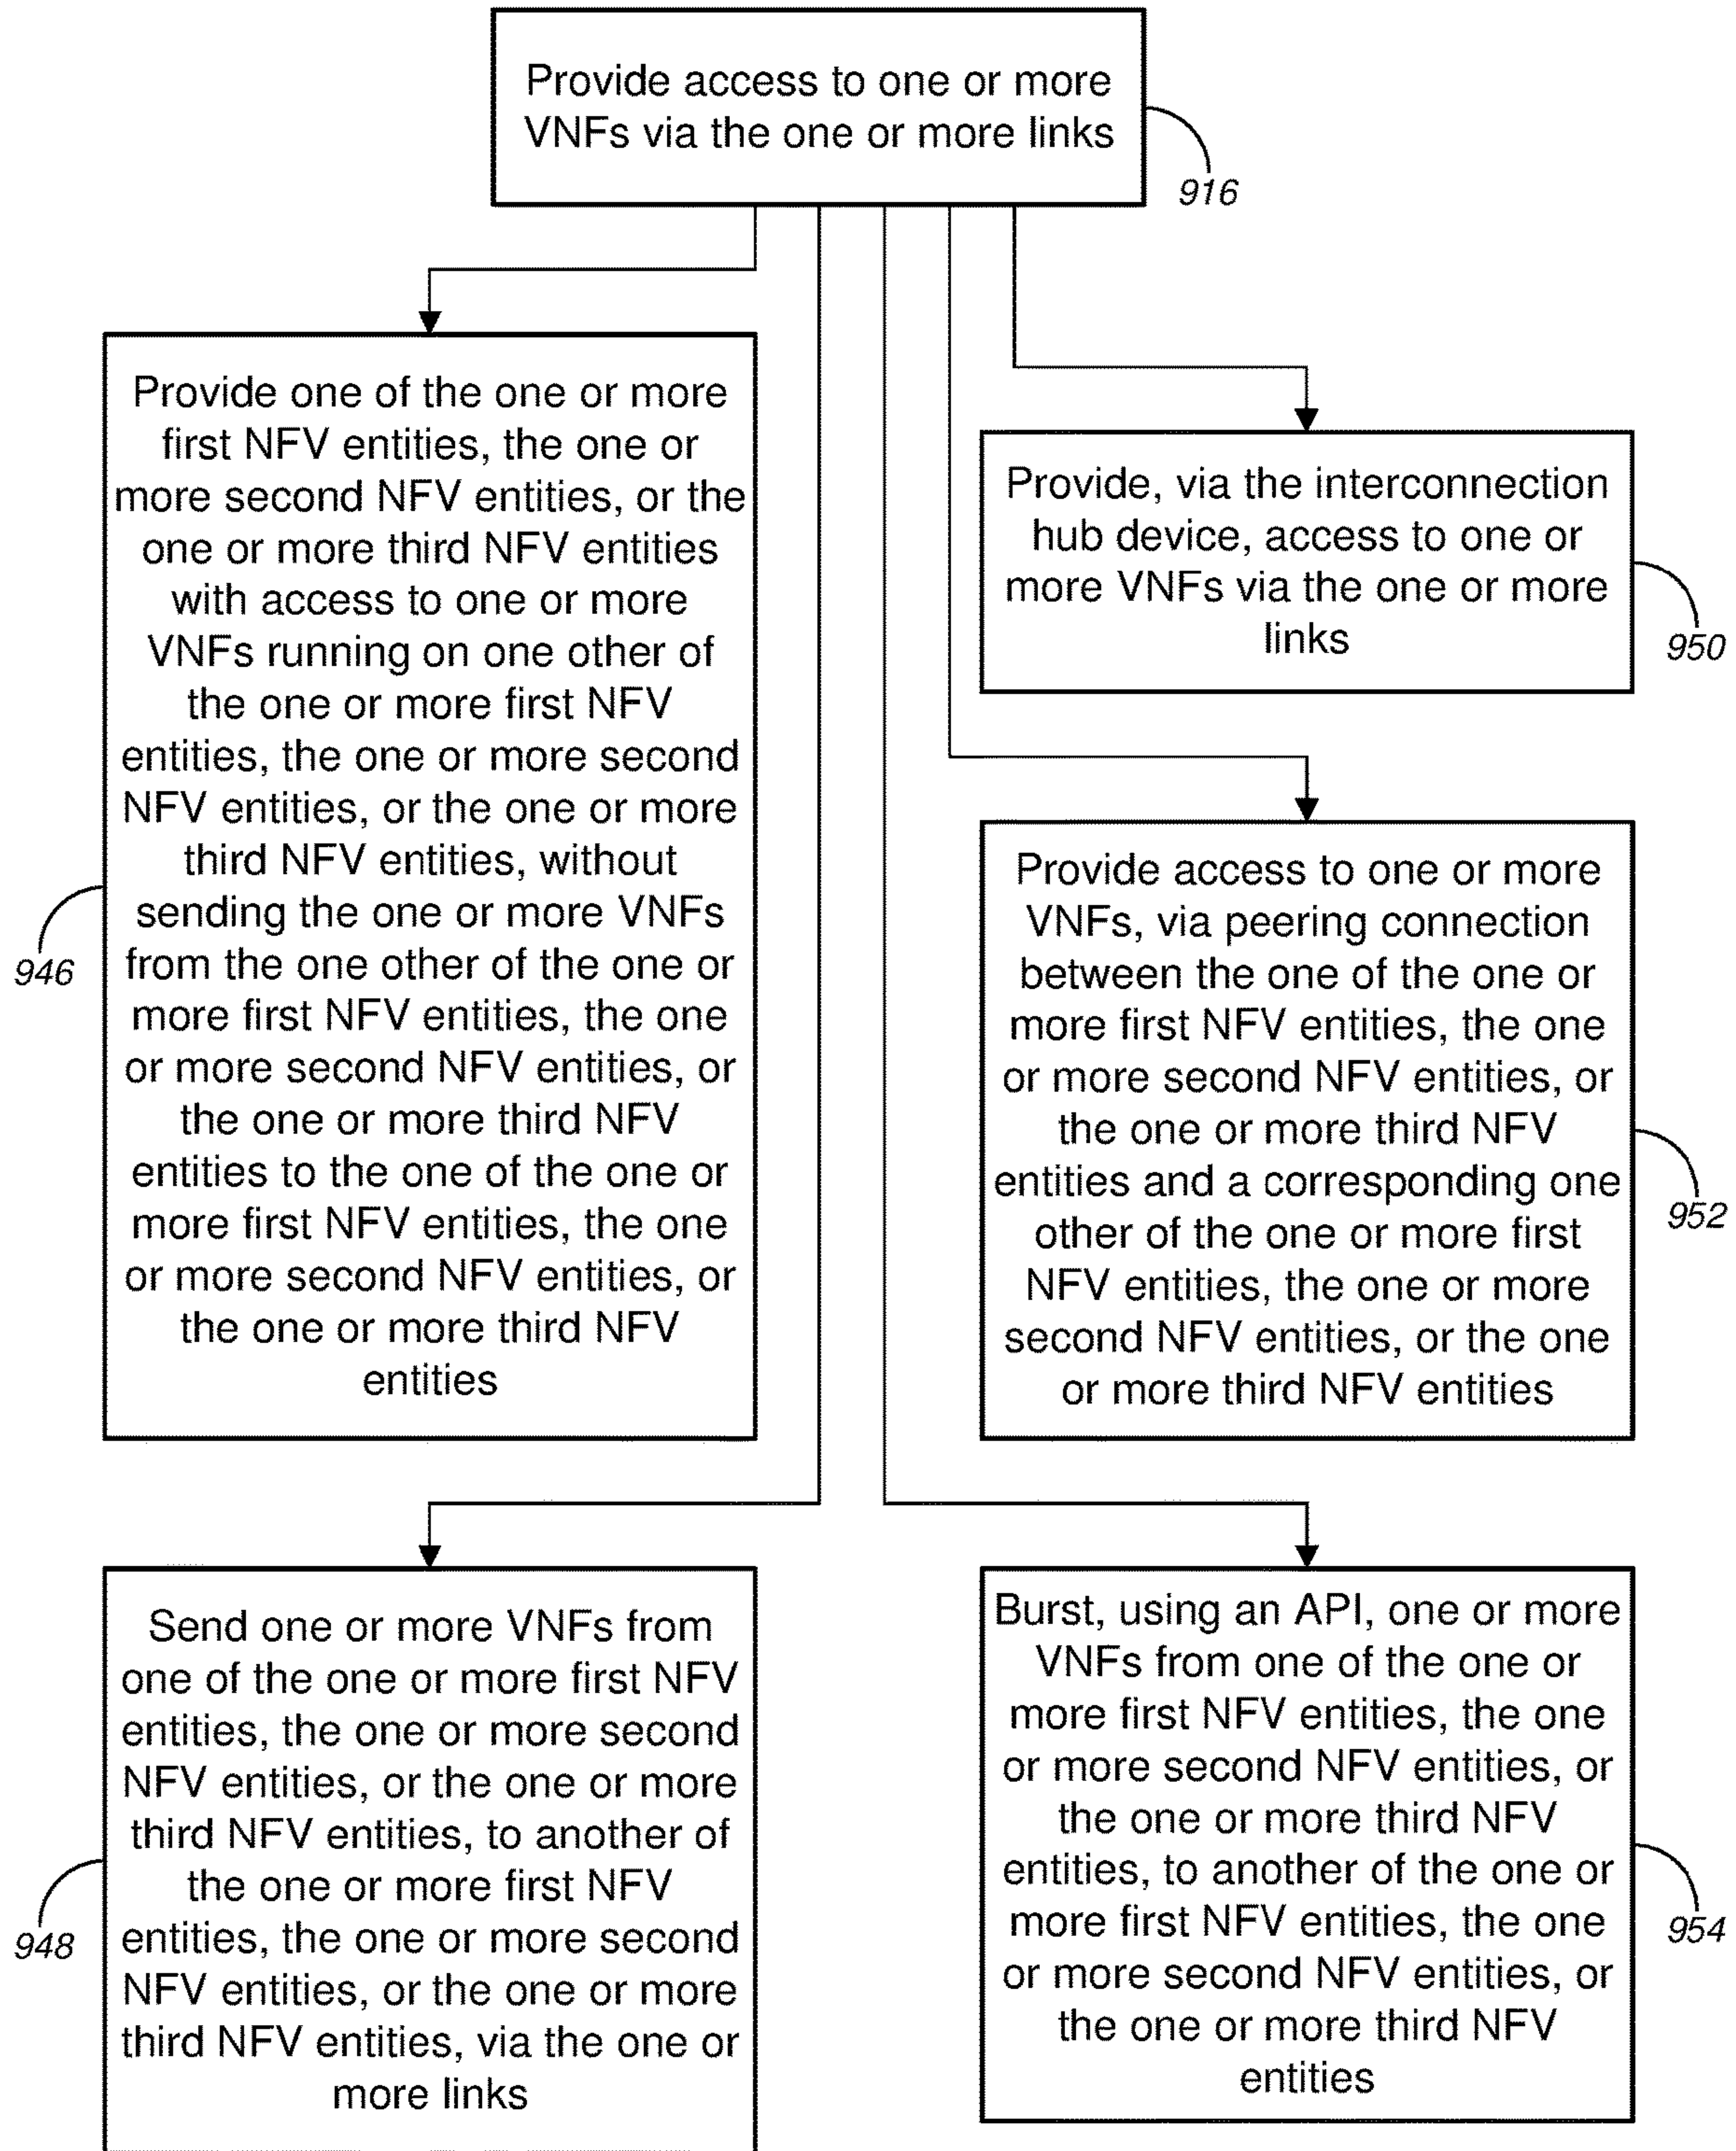 Provide access to one or more
VNFs via the one or more links
916
Provide one of the one or more
first NFV entities, the one or
more second NFV entities, or the
one or more third NFV entities
with access to one or more
VNFs running on one other of
the one or more first NFV
entities, the one or more second
NFV entities, or the one or more
third NFV entities, without
sending the one or more VNFs
from the one other of the one or
more first NFV entities, the one
or more second NFV entities, or
the one or more third NFV
entities to the one of the one or
more first NFV entities, the one
or more second NFV entities, or
the one or more third NFV
entities
946
Send one or more VNFs from
one of the one or more first NFV
entities, the one or more second
NFV entities, or the one or more
third NFV entities, to another of
the one or more first NFV
entities, the one or more second
NFV entities, or the one or more
third NFV entities, via the one or
more links
948
Provide, via the interconnection
hub device, access to one or
more VNFs via the one or more
links
950
Provide access to one or more
VNFs, via peering connection
between the one of the one or
more first NFV entities, the one
or more second NFV entities, or
the one or more third NFV
entities and a corresponding one
other of the one or more first
NFV entities, the one or more
second NFV entities, or the one
or more third NFV entities
952
Burst, using an API, one or more
VNFs from one of the one or
more first NFV entities, the one
or more second NFV entities, or
the one or more third NFV
entities, to another of the one or
more first NFV entities, the one
or more second NFV entities, or
the one or more third NFV
entities
954